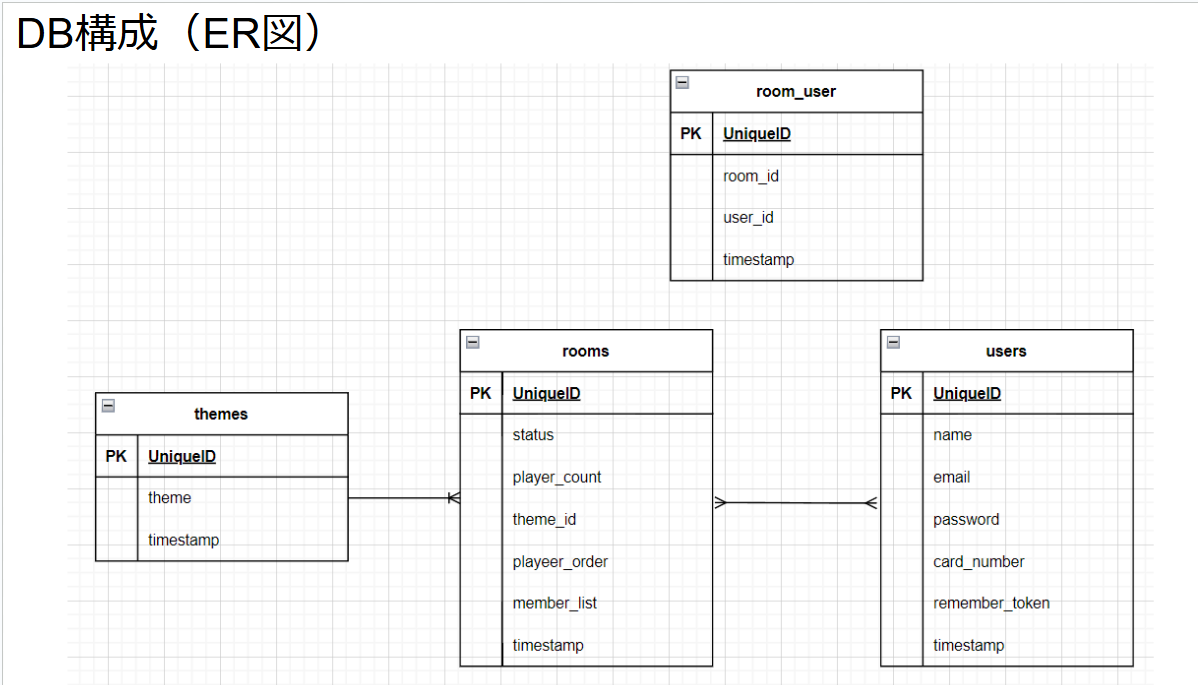 DB構成（ER図）
room_user
PK UniqueID
room_id
user_id
timestamp
themes
PK UniqueID
theme
timestamp
rooms
PK UniqueID
status
player_count
theme_id
playeer_order
member_list
timestamp
users
PK UniqueID
name
email
password
card_number
remember_token
timestamp